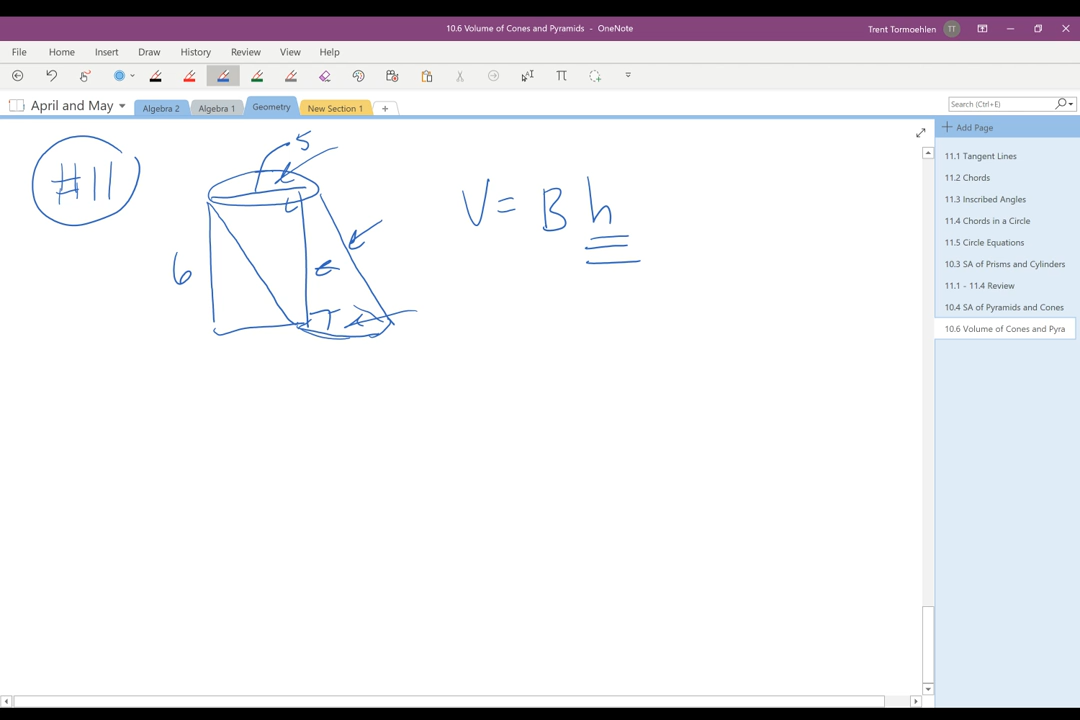 10.6 Volume of Cones and Pyramids - OneNote
Trent Tormoehlen TT
File Home Insert Draw History Review View Help
April and May
Algebra 2 Algebra 1 Geometry New Section 1 +
Search (Ctrl+E)
Add Page
11.1 Tangent Lines
11.2 Chords
11.3 Inscribed Angles
11.4 Chords in a Circle
11.5 Circle Equations
10.3 SA of Prisms and Cylinders
11.1 - 11.4 Review
10.4 SA of Pyramids and Cones
10.6 Volume of Cones and Pyra
#11
5
6
V = B h